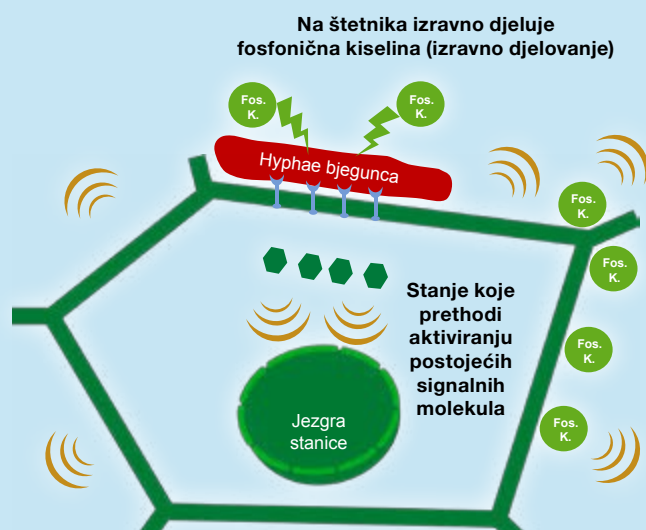 Na štetnika izravno djeluje
fosfonična kiselina (izravno djelovanje)
Fos.
K.
Fos.
K.
Hyphae bjegunca
Fos.
K.
Fos.
K.
Stanje koje
prethodi
aktiviranju
postojećih
signalnih
molekula
Fos.
K.
Fos.
K.
Jezgra
stanice